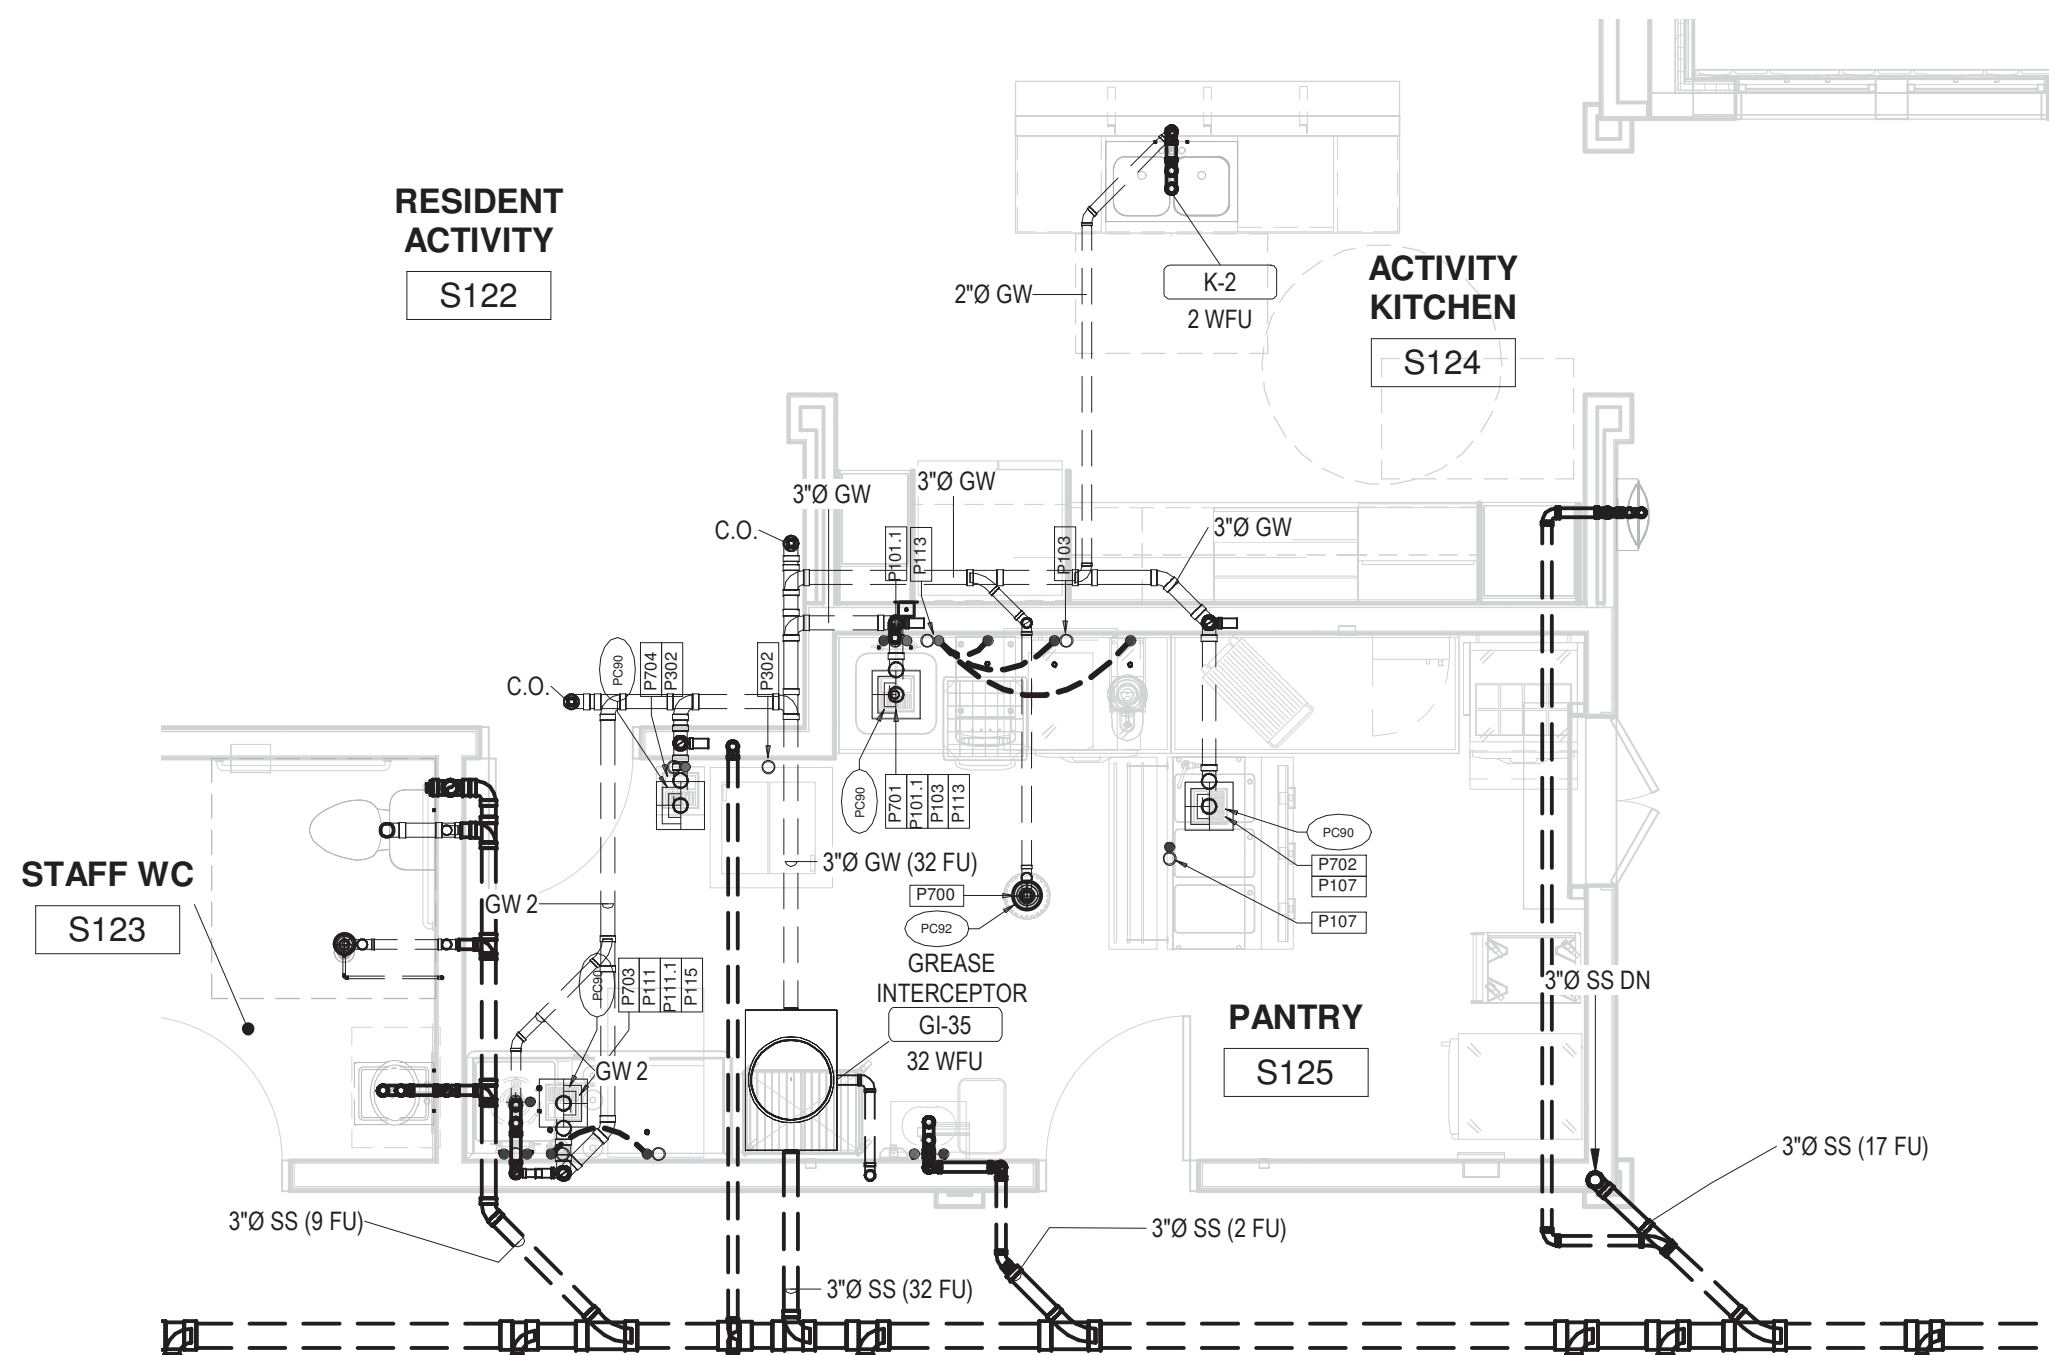 RESIDENT
ACTIVITY
S122
2"Ø GW
K-2
2 WFU
ACTIVITY
KITCHEN
S124
3"Ø GW
3"Ø GW
C.O.
P101.1
P113
P103
3"Ø GW
PC90
P704
P302
P302
C.O.
PC90
P701
P101.1
P103
P113
PC90
P702
P107
P107
3"Ø GW (32 FU)
P700
PC92
STAFF WC
S123
GW 2
PC90
P703
P111
P111.1
P115
GW 2
GREASE
INTERCEPTOR
GI-35
32 WFU
PANTRY
S125
3"Ø SS DN
3"Ø SS (17 FU)
3"Ø SS (9 FU)
3"Ø SS (2 FU)
3"Ø SS (32 FU)